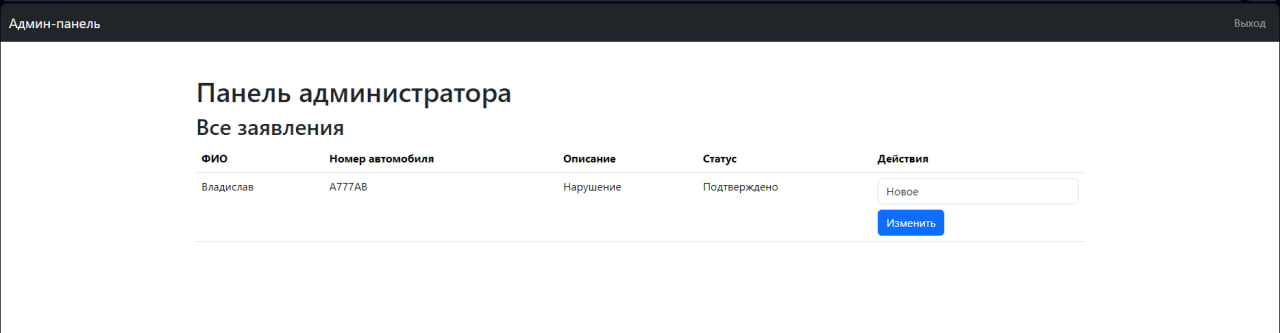 Админ-панель Выход
Панель администратора
Все заявления
ФИО Номер автомобиля Описание Статус Действия
Владислав А777АВ Нарушение Подтверждено Новое
Изменить